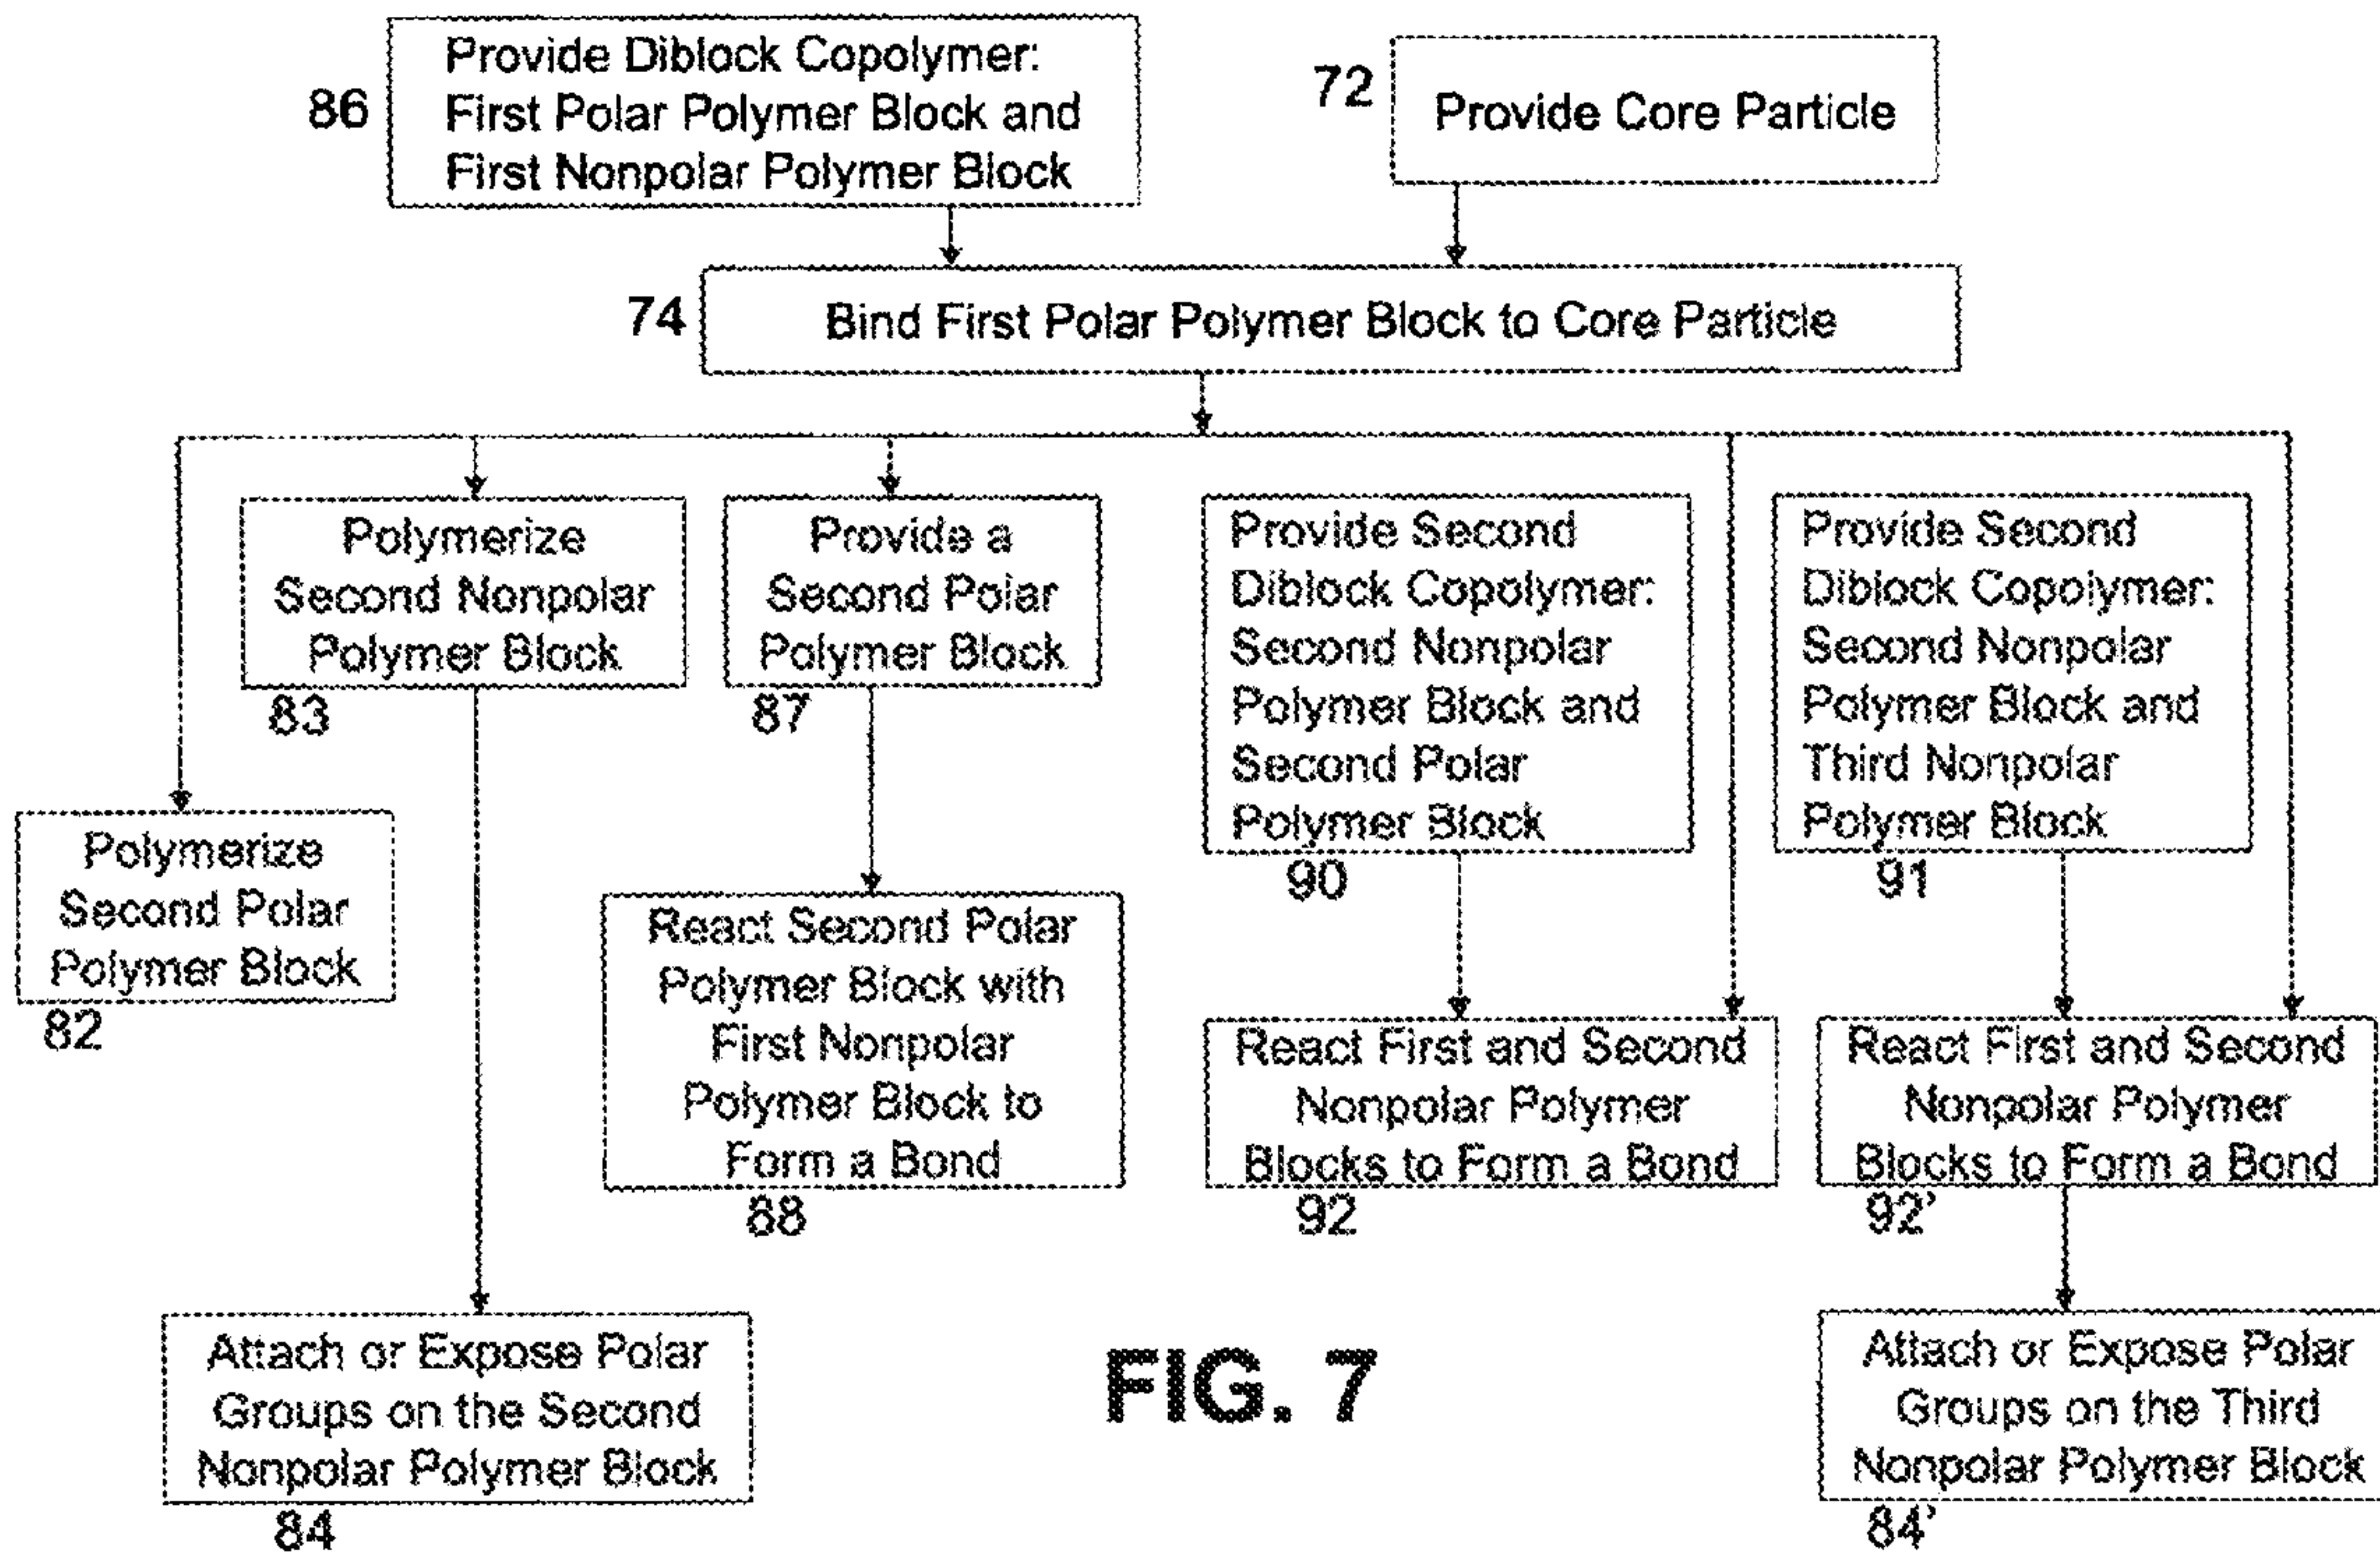 86
Provide Diblock Copolymer:
First Polar Polymer Block and
First Nonpolar Polymer Block
72
Provide Core Particle
74
Bind First Polar Polymer Block to Core Particle
Polymerize
Second Nonpolar
Polymer Block
83
Provide a
Second Polar
Polymer Block
87
Provide Second
Diblock Copolymer:
Second Nonpolar
Polymer Block and
Second Polar
Polymer Block
90
Provide Second
Diblock Copolymer:
Second Nonpolar
Polymer Block and
Third Nonpolar
Polymer Block
91
Polymerize
Second Polar
Polymer Block
82
React Second Polar
Polymer Block with
First Nonpolar
Polymer Block to
Form a Bond
88
React First and Second
Nonpolar Polymer
Blocks to Form a Bond
92
React First and Second
Nonpolar Polymer
Blocks to Form a Bond
92'
Attach or Expose Polar
Groups on the Second
Nonpolar Polymer Block
84
FIG. 7
Attach or Expose Polar
Groups on the Third
Nonpolar Polymer Block
84'